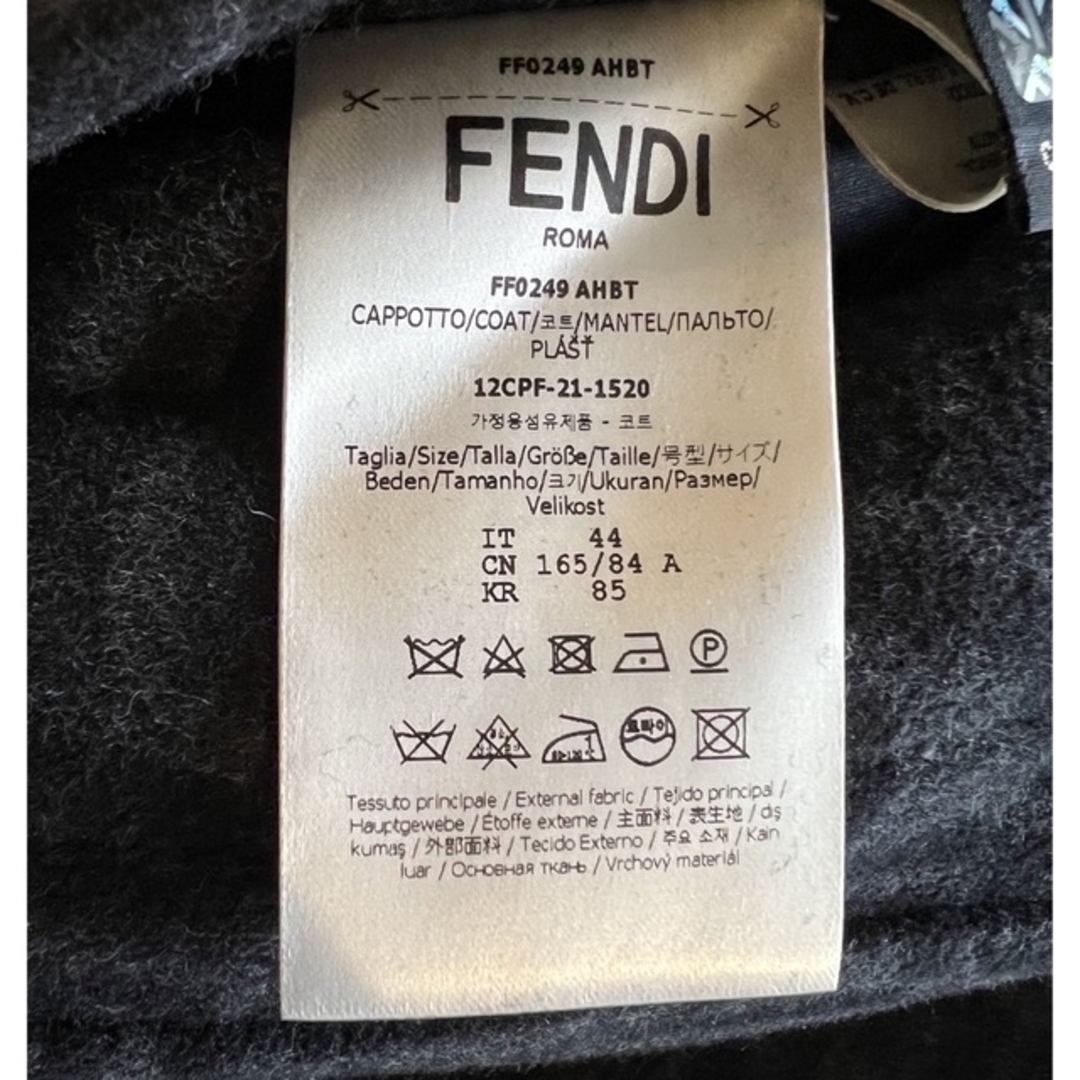 FF0249 AHBT
FENDI
ROMA
FF0249 AHBT
CAPPOTTO/COAT/코트/MANTEL/ПАЛЬТО/
PLÁŠŤ
12CPF-21-1520
가정용섬유제품 - 코트
Taglia/Size/Talla/Größe/Taille/号型/サイズ/
Beden/Tamanho/크기/Ukuran/Размер/
Velikost
IT 44
CN 165/84 A
KR 85
P
드라이
Tessuto principale / External fabric / Tejido principal /
Hauptgewebe / Étoffe externe / 主面料 / 表生地 / dış
kumaş / 外部面料 / Tecido Externo / 주요 소재 / Kain
luar / Основная ткань / Vrchový materiál